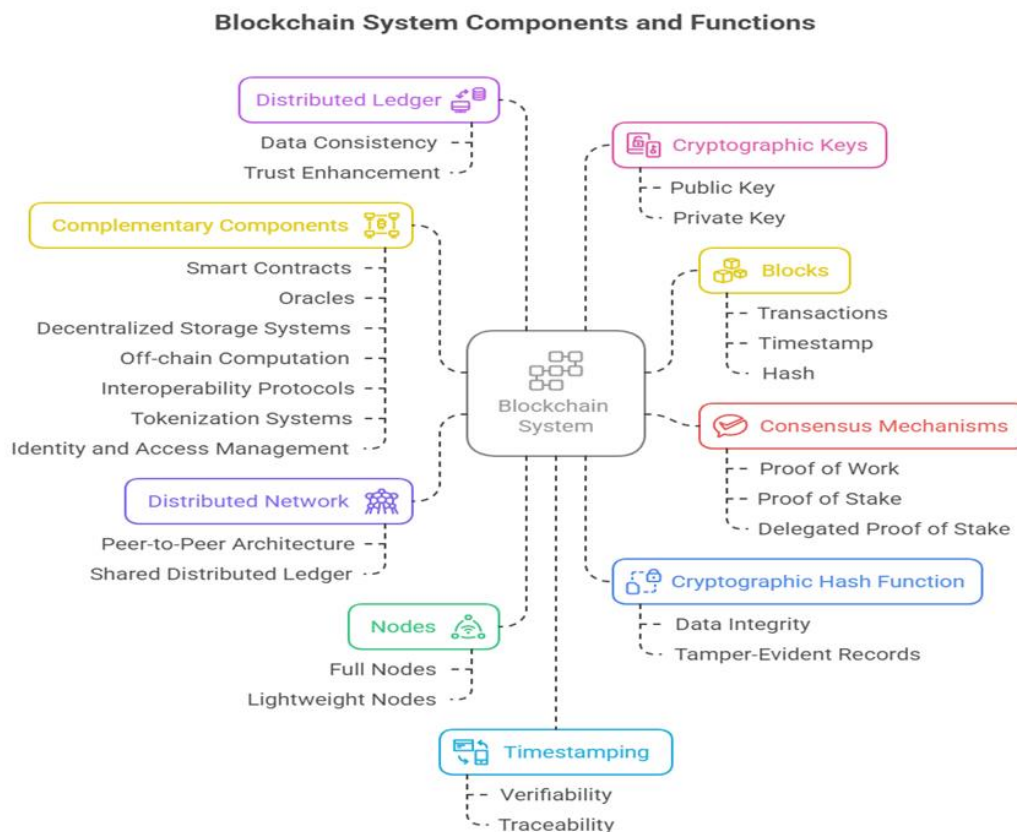 Blockchain System Components and Functions
Distributed Ledger
Data Consistency
Trust Enhancement
Complementary Components
Smart Contracts
Oracles
Decentralized Storage Systems
Off-chain Computation
Interoperability Protocols
Tokenization Systems
Identity and Access Management
Distributed Network
Peer-to-Peer Architecture
Shared Distributed Ledger
Nodes
Full Nodes
Lightweight Nodes
Blockchain
System
Cryptographic Keys
Public Key
Private Key
Blocks
Transactions
Timestamp
Hash
Consensus Mechanisms
Proof of Work
Proof of Stake
Delegated Proof of Stake
Cryptographic Hash Function
Data Integrity
Tamper-Evident Records
Timestamping
Verifiability
Traceability